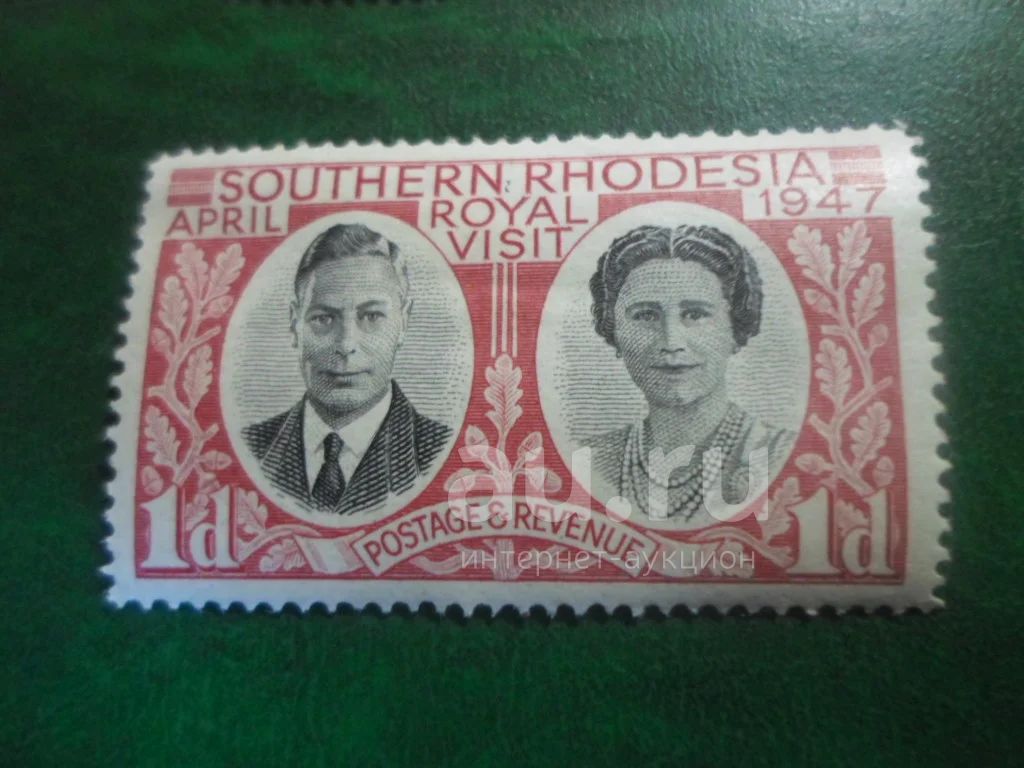 SOUTHERN RHODESIA
APRIL
ROYAL
VISIT
1947
1d
POSTAGE & REVENUE
1d
au.ru
интернет-аукцион